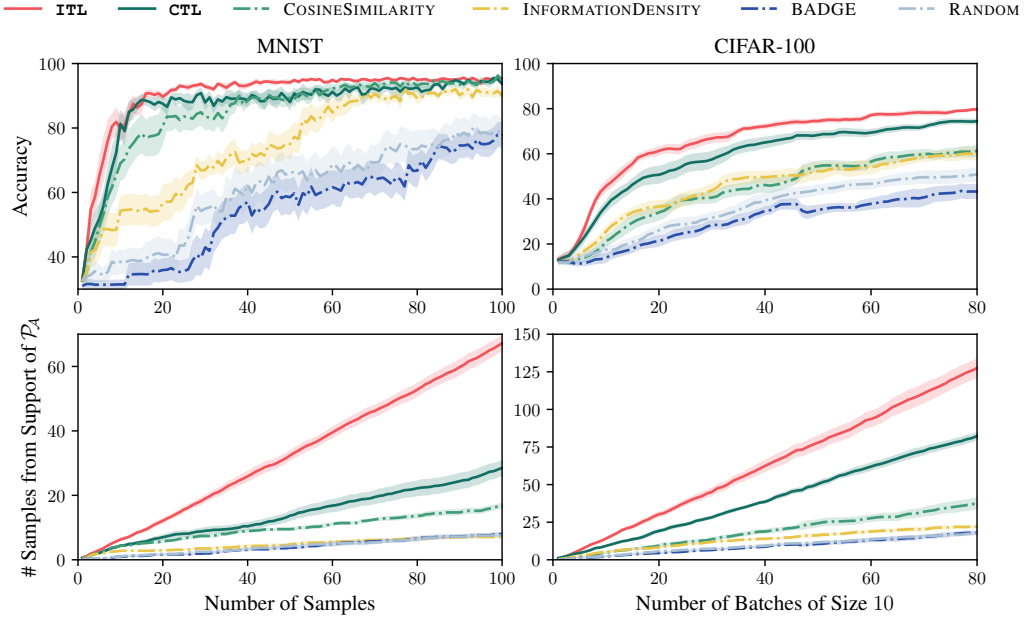 ITL CTL COSINESIMILARITY INFORMATIONDENSITY BADGE RANDOM
MNIST CIFAR-100
100 100
80 80
60 60
40 40
20
0
Accuracy
0 20 40 60 80 100 0 20 40 60 80
60 150
40 125
20 100
0 75
50
25
0
# Samples from Support of 𝒫𝒜
0 20 40 60 80 100 0 20 40 60 80
Number of Samples Number of Batches of Size 10